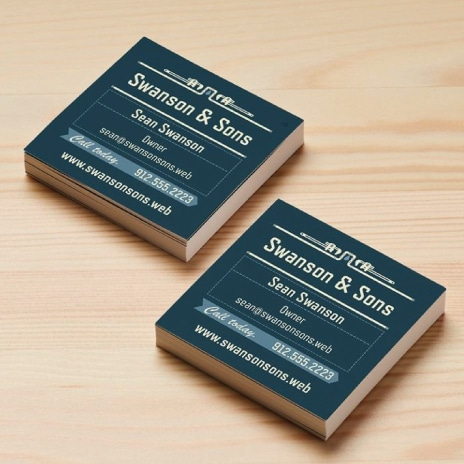 Swanson & Sons
Sean Swanson
Owner
sean@swansonsons.web
Call today. 912.555.2223
www.swansonsons.web
Swanson & Sons
Sean Swanson
Owner
sean@swansonsons.web
Call today. 912.555.2223
www.swansonsons.web